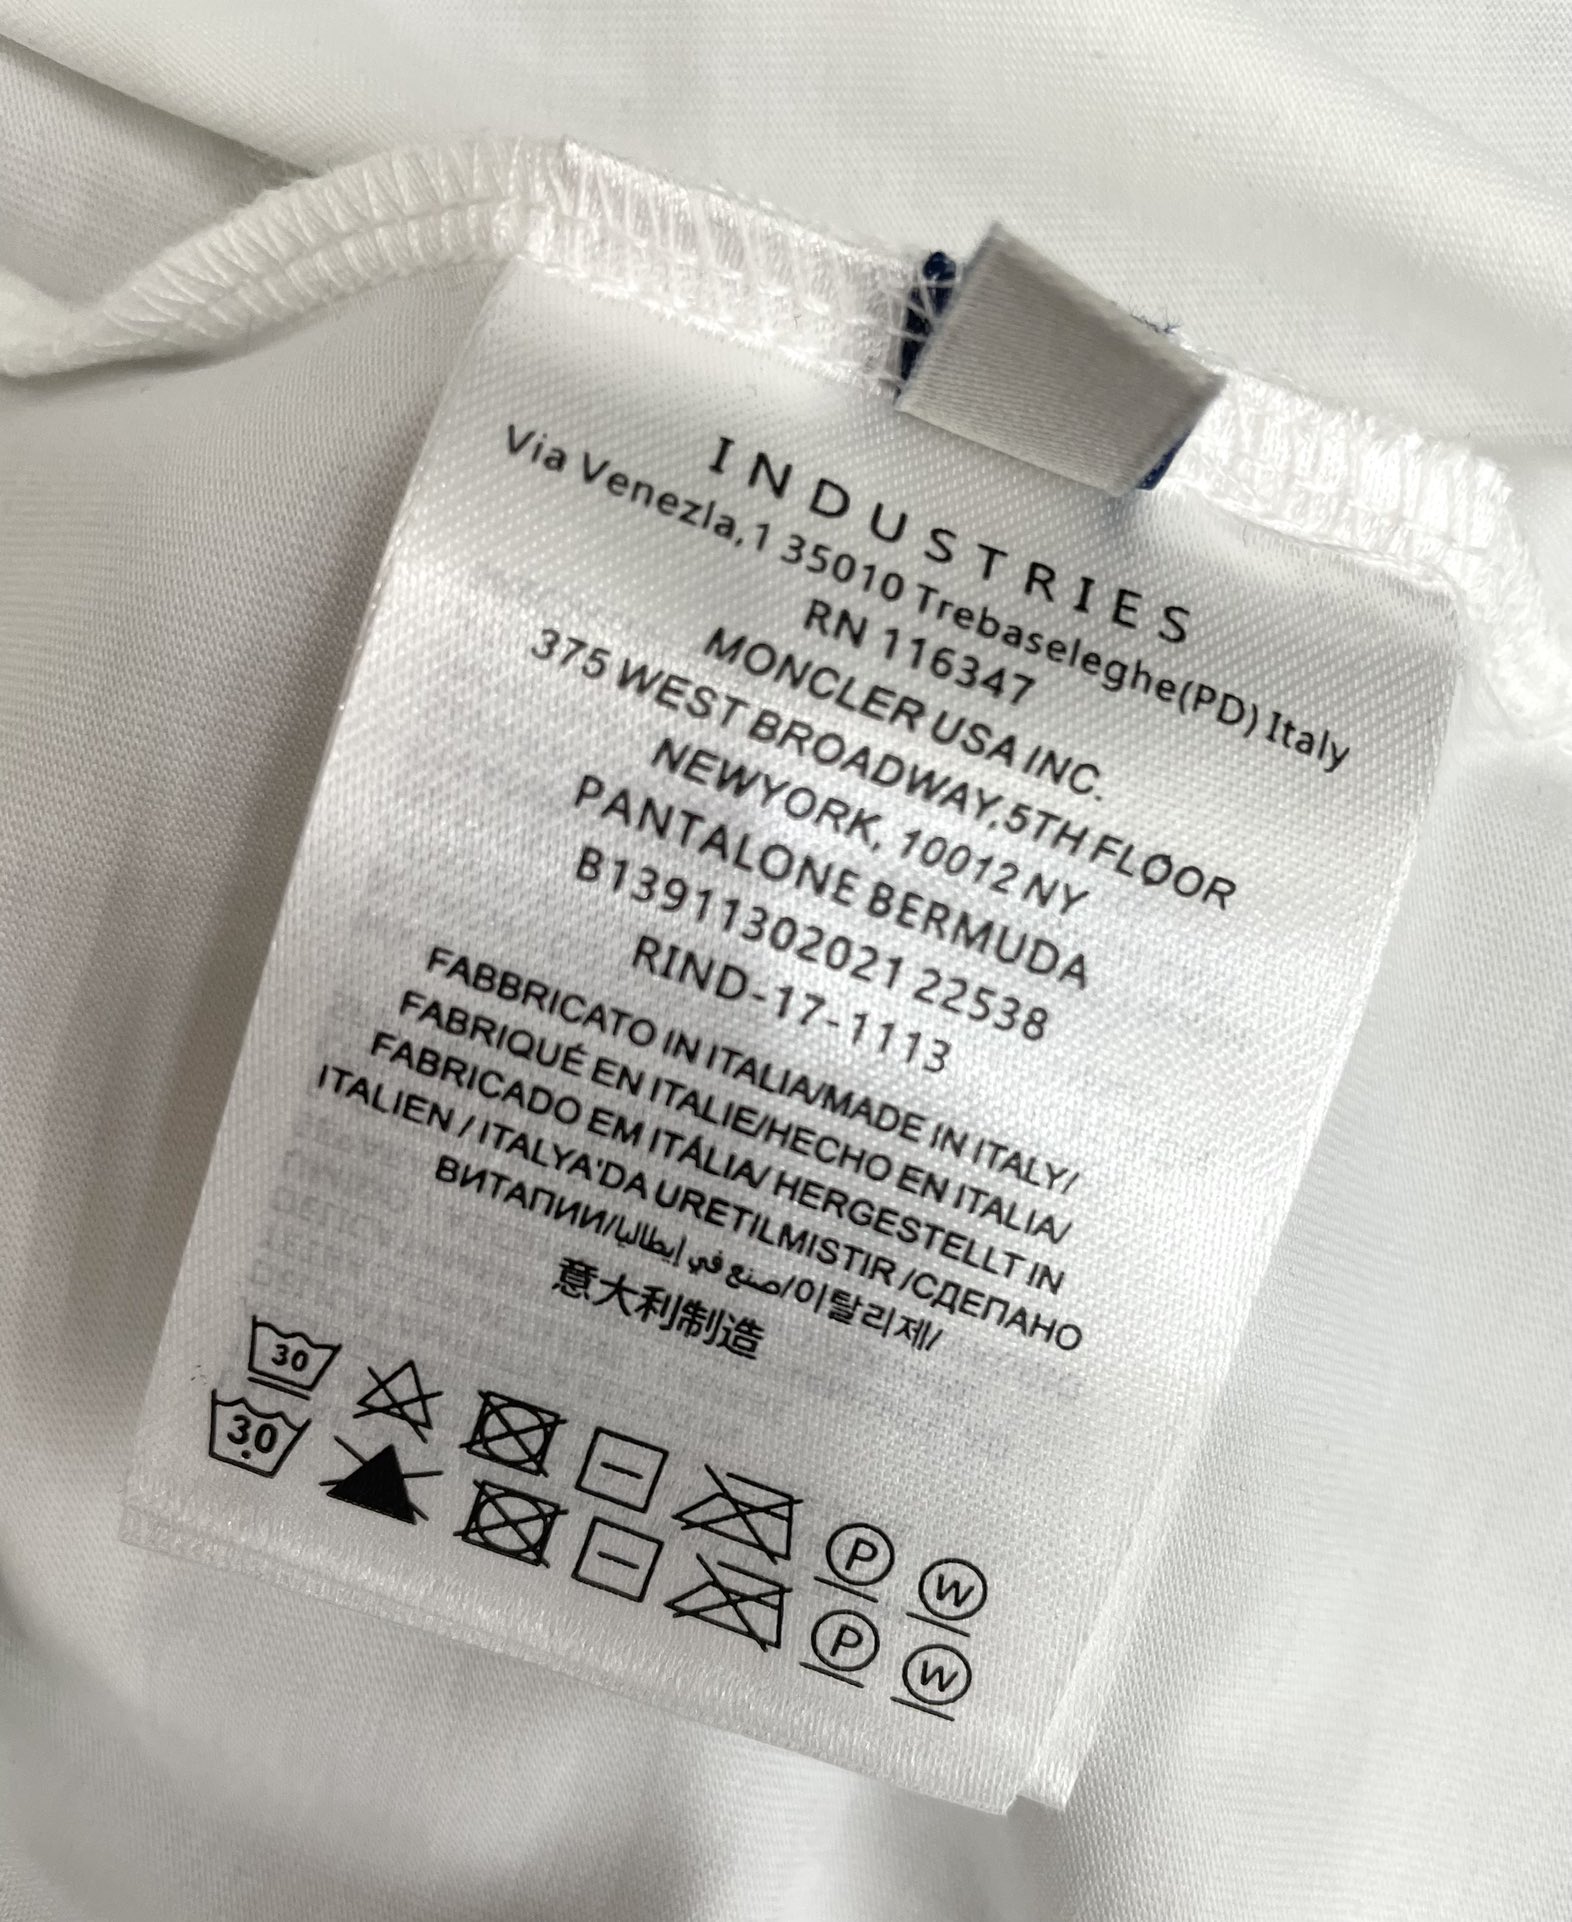 INDUSTRIES
Via Venezla,1 35010 Trebaseleghe(PD) Italy
RN 116347
MONCLER USA INC.
375 WEST BROADWAY,5TH FLOOR
NEWYORK, 10012 NY
PANTALONE BERMUDA
B1391130202122538
RIND-17-1113
FABBRICATO IN ITALIA/MADE IN ITALY/
FABRIQUÉ EN ITALIE/HECHO EN ITALIA/
FABRICADO EM ITÁLIA/ HERGESTELLT IN
ITALIEN / ITALYA'DA URETILMISTIR /СДЕПАНО
ВИТАПИИ/صنع في إيطاليا/이탈리제/
意大利制造
30 P W
30 P W